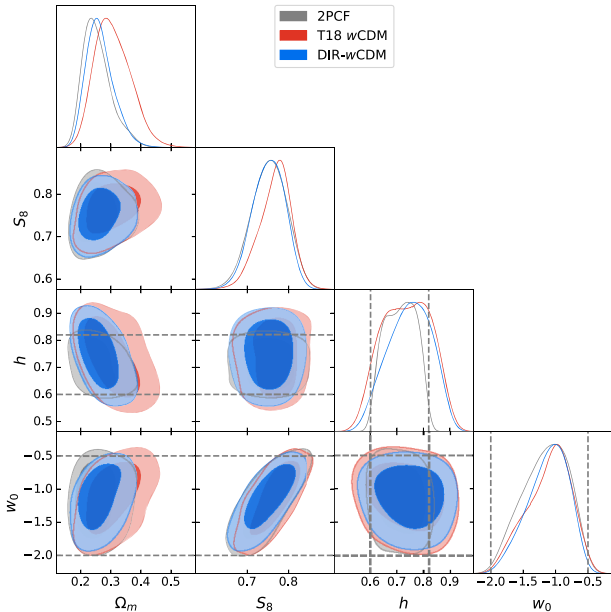 2PCF
T18 wCDM
DIR-wCDM
S₈
0.8
0.7
0.6
h
0.9
0.8
0.7
0.6
0.5
w₀
−0.5
−1.0
−1.5
−2.0
0.2 0.3 0.4 0.5
0.7 0.8
0.6 0.7 0.8 0.9
−2.0 −1.5 −1.0 −0.5
Ωₘ
S₈
h
w₀